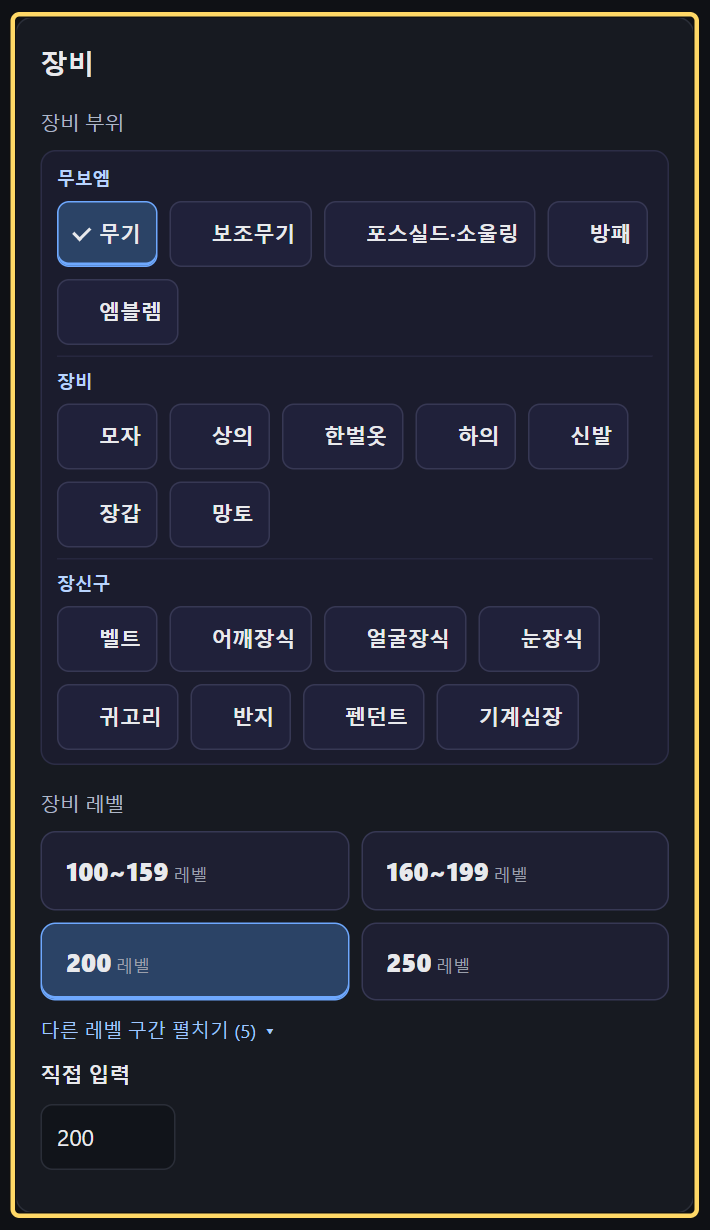 장비
장비 부위
무보엠
무기 보조무기 포스실드·소울링 방패
엠블렘
장비
모자 상의 한벌옷 하의 신발
장갑 망토
장신구
벨트 어깨장식 얼굴장식 눈장식
귀고리 반지 펜던트 기계심장
장비 레벨
100~159 레벨 160~199 레벨
200 레벨 250 레벨
다른 레벨 구간 펼치기 (5) ▾
직접 입력
200